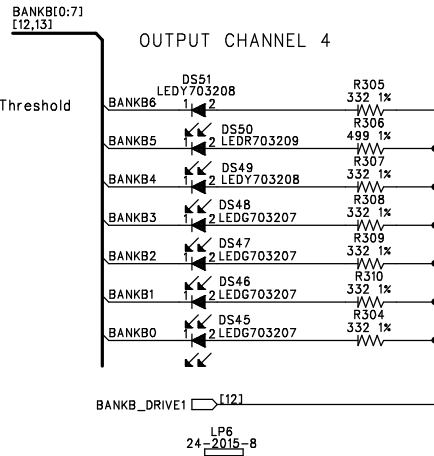 BANKB[0:7]
[12,13]
OUTPUT CHANNEL 4
Threshold
DS51
LEDY703208
R305
332 1%
BANKB6
1 2
DS50
LEDR703209
R306
499 1%
BANKB5
1 2
DS49
LEDY703208
R307
332 1%
BANKB4
1 2
DS48
LEDG703207
R308
332 1%
BANKB3
1 2
DS47
LEDG703207
R309
332 1%
BANKB2
1 2
DS46
LEDG703207
R310
332 1%
BANKB1
1 2
DS45
LEDG703207
R304
332 1%
BANKB0
1 2
BANKB_DRIVE1
[12]
LP6
24-2015-8